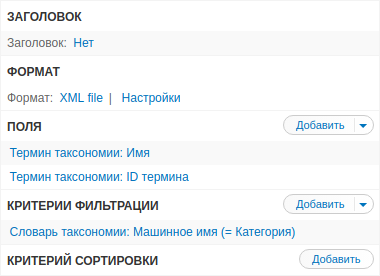 ЗАГОЛОВОК
Заголовок: Нет
ФОРМАТ
Формат: XML file | Настройки
ПОЛЯ Добавить
Термин таксономии: Имя
Термин таксономии: ID термина
КРИТЕРИИ ФИЛЬТРАЦИИ Добавить
Словарь таксономии: Машинное имя (= Категория)
КРИТЕРИЙ СОРТИРОВКИ Добавить